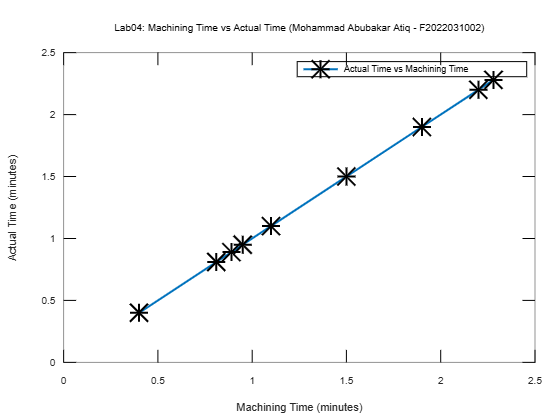 Lab04: Machining Time vs Actual Time (Mohammad Abubakar Atiq - F2022031002)
2.5
Actual Time vs Machining Time
2
1.5
1
0.5
0
Actual Time (minutes)
0 0.5 1 1.5 2 2.5
Machining Time (minutes)